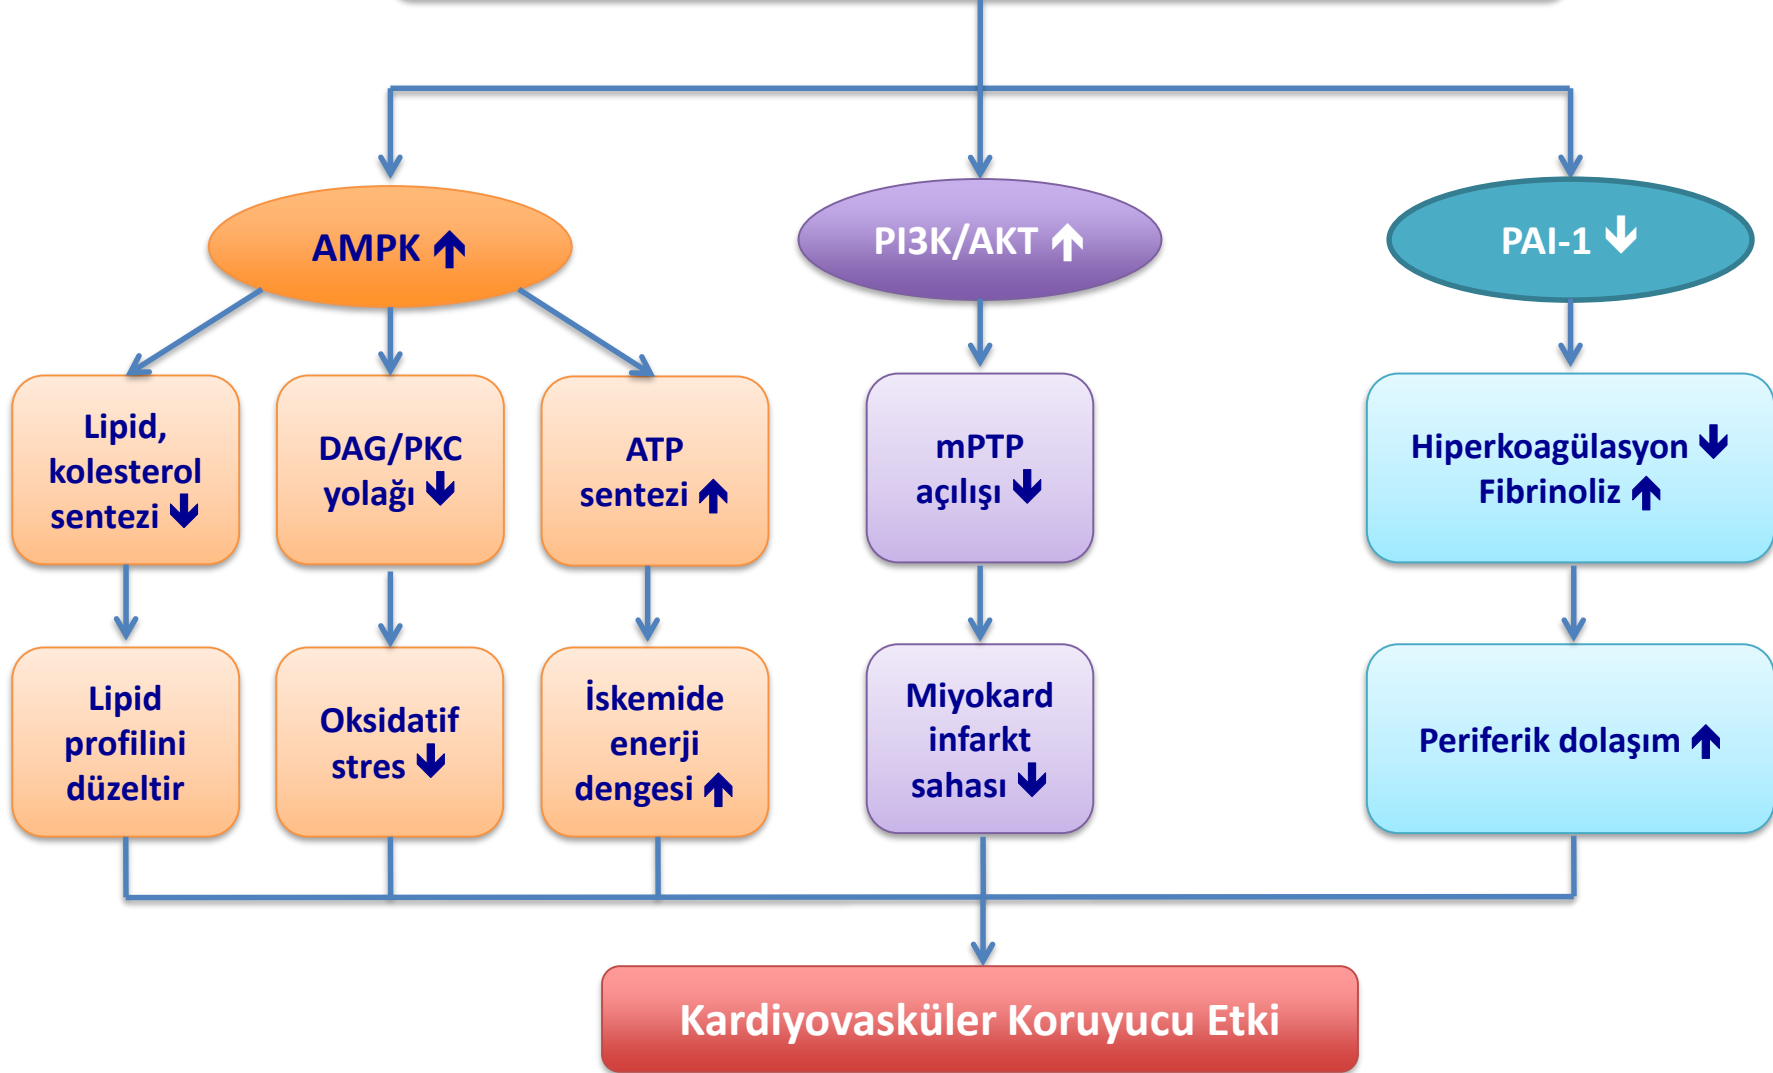 AMPK 🡹
PI3K/AKT 🡹
PAI-1 🡻
Lipid,
kolesterol
sentezi 🡻
DAG/PKC
yolağı 🡻
ATP
sentezi 🡹
mPTP
açılışı 🡻
Hiperkoagülasyon 🡻
Fibrinoliz 🡹
Lipid
profilini
düzeltir
Oksidatif
stres 🡻
İskemide
enerji
dengesi 🡹
Miyokard
infarkt
sahası 🡻
Periferik dolaşım 🡹
Kardiyovasküler Koruyucu Etki